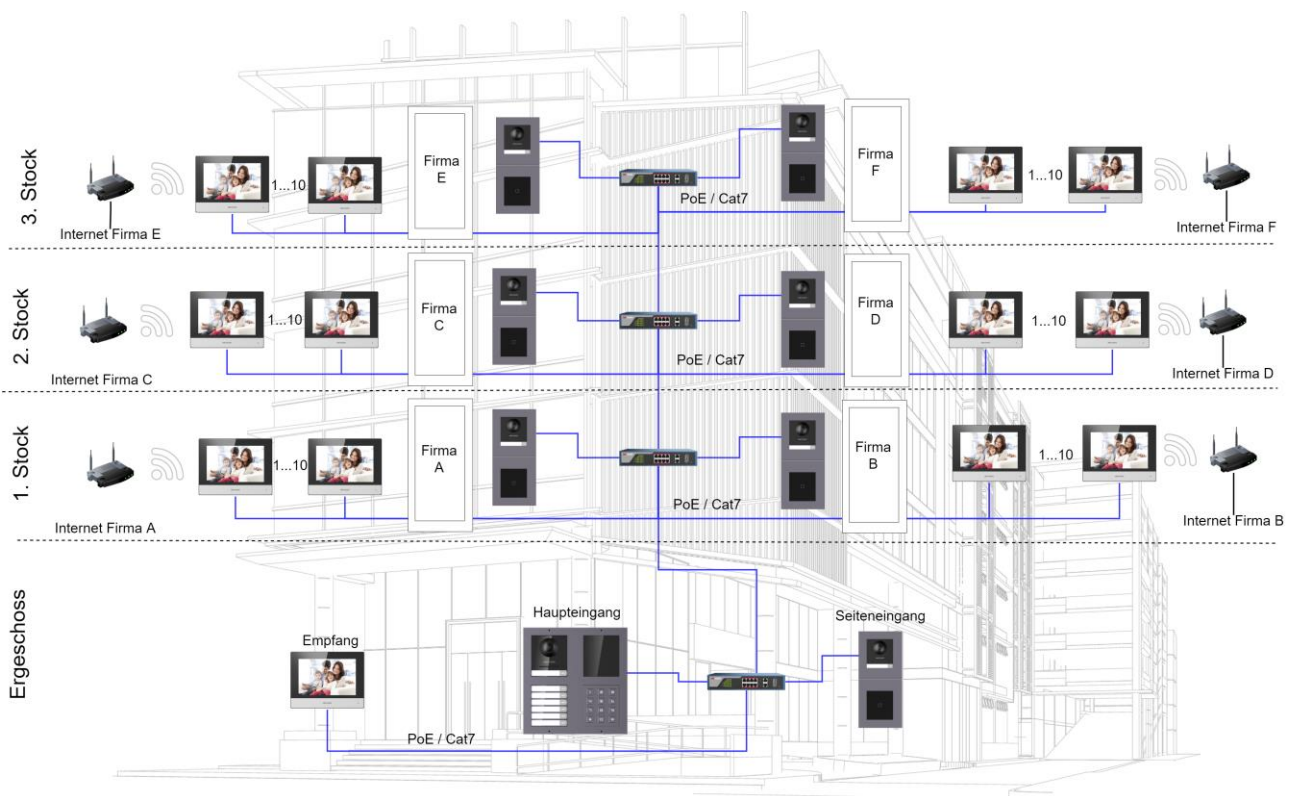 3. Stock
Firma
E
Firma
F
1...10
1...10
PoE / Cat7
Internet Firma E
Internet Firma F
2. Stock
Firma
C
Firma
D
1...10
1...10
PoE / Cat7
Internet Firma C
Internet Firma D
1. Stock
Firma
A
Firma
B
1...10
1...10
PoE / Cat7
Internet Firma A
Internet Firma B
Ergeschoss
Haupteingang
Seiteneingang
Empfang
PoE / Cat7